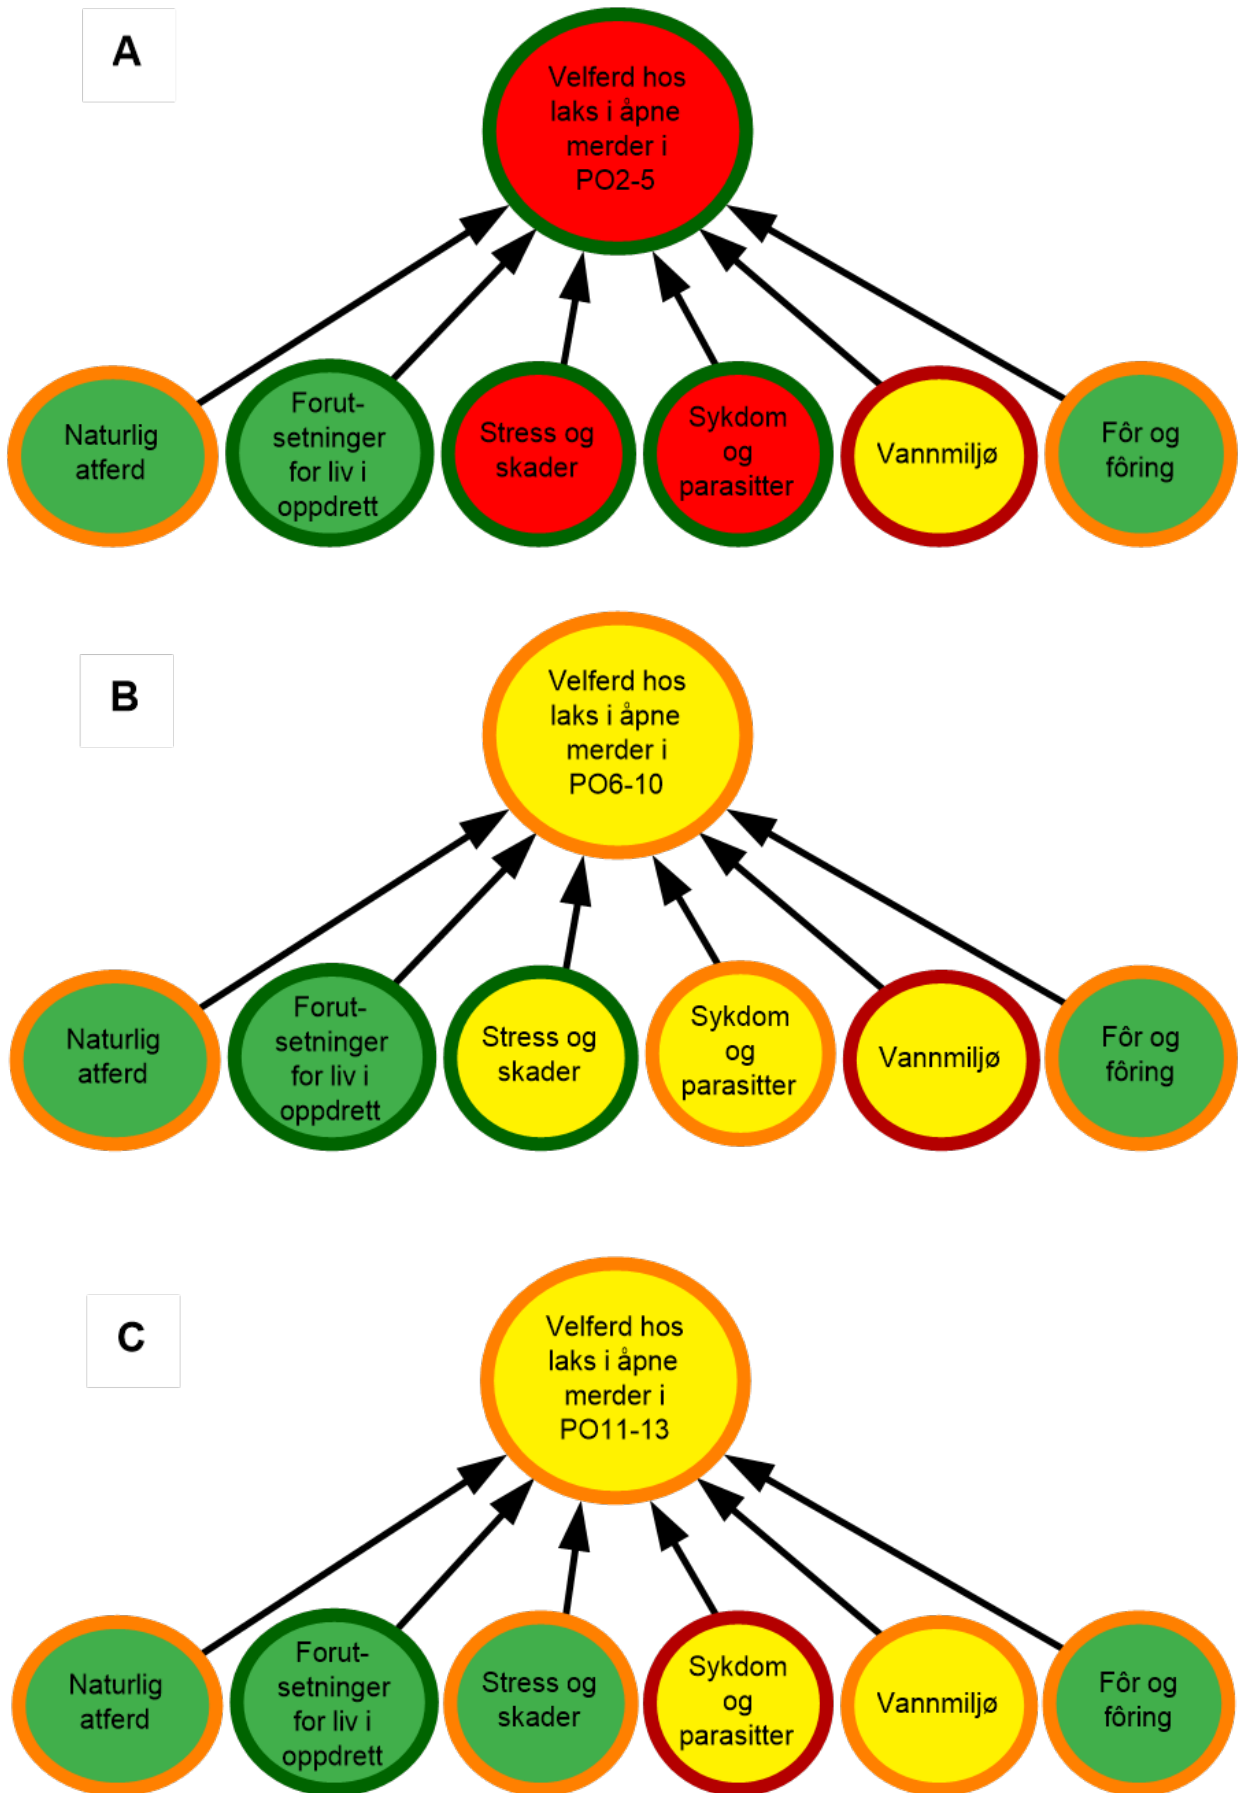 A
Velferd hos
laks i åpne
merder i
PO2-5
Naturlig
atferd
Forut-
setninger
for liv i
oppdrett
Stress og
skader
Sykdom
og
parasitter
Vannmiljø
Fôr og
fôring
B
Velferd hos
laks i åpne
merder i
PO6-10
Naturlig
atferd
Forut-
setninger
for liv i
oppdrett
Stress og
skader
Sykdom
og
parasitter
Vannmiljø
Fôr og
fôring
C
Velferd hos
laks i åpne
merder i
PO11-13
Naturlig
atferd
Forut-
setninger
for liv i
oppdrett
Stress og
skader
Sykdom
og
parasitter
Vannmiljø
Fôr og
fôring